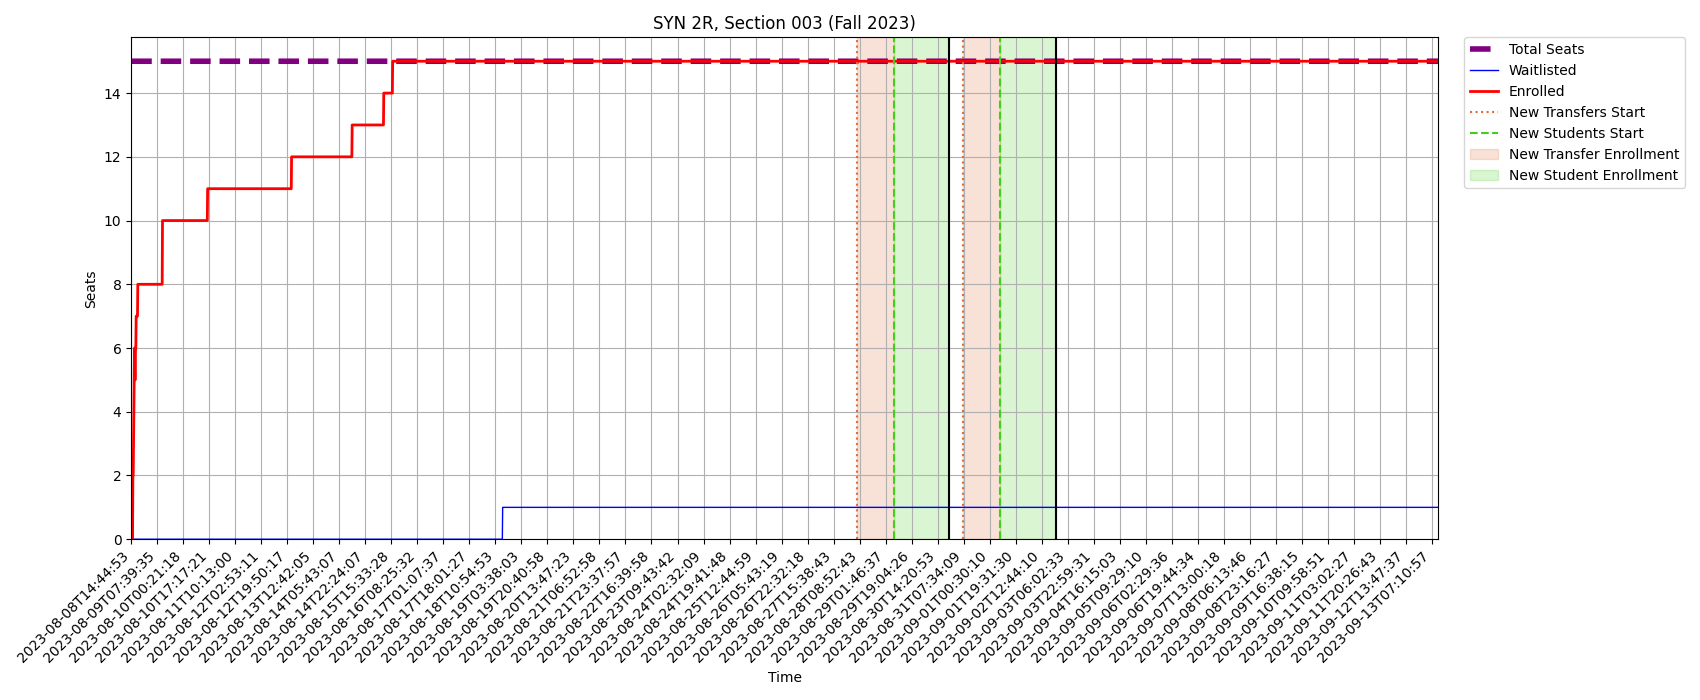 SYN 2R, Section 003 (Fall 2023)
Total Seats
Waitlisted
Enrolled
New Transfers Start
New Students Start
New Transfer Enrollment
New Student Enrollment
Seats
14
12
10
8
6
4
2
0
2023-08-08T14:44:53
2023-08-09T07:39:35
2023-08-10T00:21:18
2023-08-10T17:17:21
2023-08-11T10:13:00
2023-08-12T02:53:11
2023-08-12T19:50:17
2023-08-13T12:42:05
2023-08-14T05:43:07
2023-08-14T22:24:07
2023-08-15T15:33:28
2023-08-16T08:25:32
2023-08-17T01:07:37
2023-08-17T18:01:27
2023-08-18T10:54:53
2023-08-19T03:38:03
2023-08-19T20:40:58
2023-08-20T13:47:23
2023-08-21T06:52:58
2023-08-21T23:37:57
2023-08-22T16:39:58
2023-08-23T09:43:42
2023-08-24T02:32:09
2023-08-24T19:41:48
2023-08-25T12:44:59
2023-08-26T05:43:19
2023-08-26T22:32:18
2023-08-27T15:38:43
2023-08-28T08:52:43
2023-08-29T01:46:37
2023-08-29T19:04:26
2023-08-30T14:20:53
2023-08-31T07:34:09
2023-09-01T00:30:10
2023-09-01T19:31:30
2023-09-02T12:44:10
2023-09-03T06:02:33
2023-09-03T22:59:31
2023-09-04T16:15:03
2023-09-05T09:29:10
2023-09-06T02:29:36
2023-09-06T19:44:34
2023-09-07T13:00:18
2023-09-08T06:13:46
2023-09-08T23:16:27
2023-09-09T16:38:15
2023-09-10T09:58:51
2023-09-11T03:02:27
2023-09-11T20:26:43
2023-09-12T13:47:37
2023-09-13T07:10:57
Time